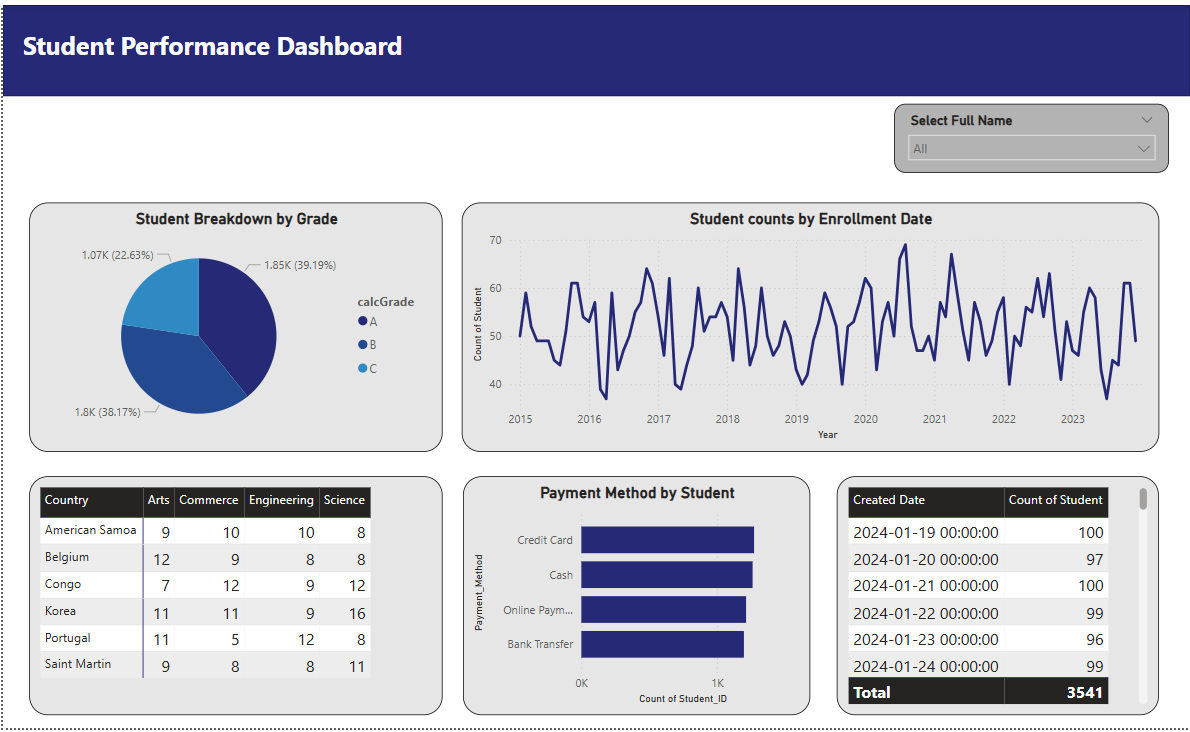 Student Performance Dashboard
Select Full Name
All
Student Breakdown by Grade
1.07K (22.63%)
1.85K (39.19%)
1.8K (38.17%)
calcGrade
A
B
C
Student counts by Enrollment Date
Count of Student
70
60
50
40
2015 2016 2017 2018 2019 2020 2021 2022 2023
Year
Country Arts Commerce Engineering Science
American Samoa 9 10 10 8
Belgium 12 9 8 8
Congo 7 12 9 12
Korea 11 11 9 16
Portugal 11 5 12 8
Saint Martin 9 8 8 11
Payment Method by Student
Payment_Method
Credit Card
Cash
Online Paym...
Bank Transfer
0K 1K
Count of Student_ID
Created Date Count of Student
2024-01-19 00:00:00 100
2024-01-20 00:00:00 97
2024-01-21 00:00:00 100
2024-01-22 00:00:00 99
2024-01-23 00:00:00 96
2024-01-24 00:00:00 99
Total 3541